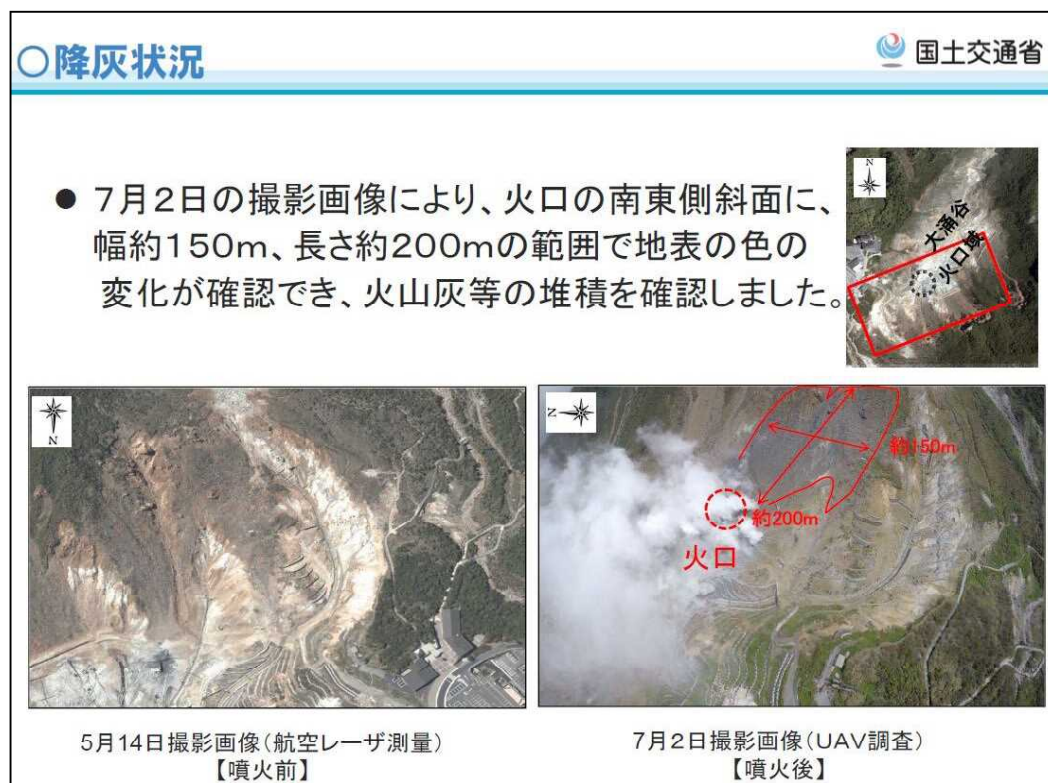 ○降灰状況
国土交通省
● 7月2日の撮影画像により、火口の南東側斜面に、
幅約150m、長さ約200mの範囲で地表の色の
変化が確認でき、火山灰等の堆積を確認しました。
N
大涌谷
火口域
N
N
約150m
約200m
火口
5月14日撮影画像(航空レーザ測量)
【噴火前】
7月2日撮影画像(UAV調査)
【噴火後】